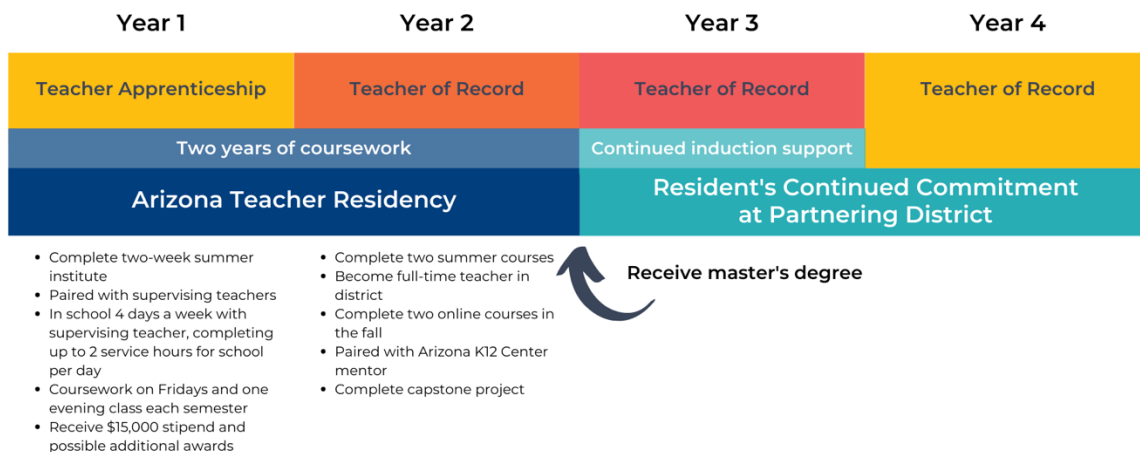 Year 1
Year 2
Year 3
Year 4
Teacher Apprenticeship
Teacher of Record
Teacher of Record
Teacher of Record
Two years of coursework
Continued induction support
Arizona Teacher Residency
Resident's Continued Commitment
at Partnering District
• Complete two-week summer
institute
• Paired with supervising teachers
• In school 4 days a week with
supervising teacher, completing
up to 2 service hours for school
per day
• Coursework on Fridays and one
evening class each semester
• Receive $15,000 stipend and
possible additional awards
• Complete two summer courses
• Become full-time teacher in
district
• Complete two online courses in
the fall
• Paired with Arizona K12 Center
mentor
• Complete capstone project
Receive master's degree